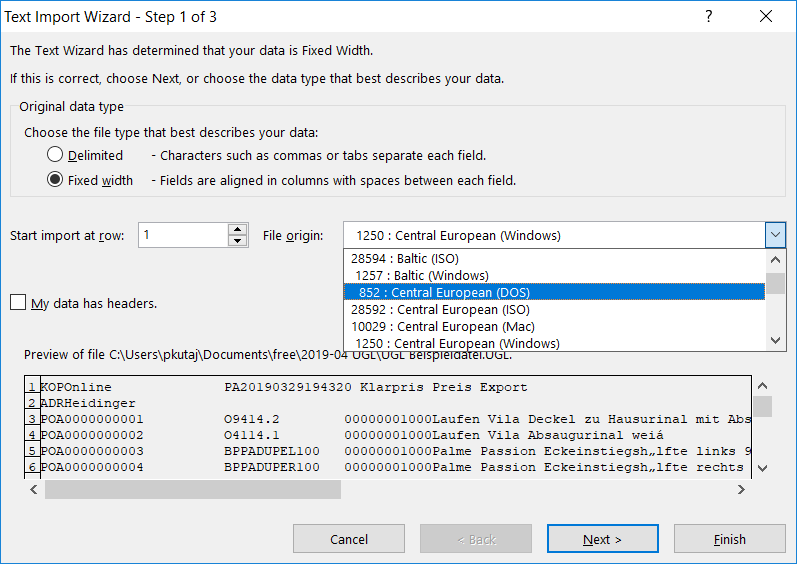 Text Import Wizard - Step 1 of 3
The Text Wizard has determined that your data is Fixed Width.
If this is correct, choose Next, or choose the data type that best describes your data.
Original data type
Choose the file type that best describes your data:
Delimited - Characters such as commas or tabs separate each field.
Fixed width - Fields are aligned in columns with spaces between each field.
Start import at row: 1 File origin: 1250 : Central European (Windows)
28594 : Baltic (ISO)
1257 : Baltic (Windows)
852 : Central European (DOS)
28592 : Central European (ISO)
10029 : Central European (Mac)
1250 : Central European (Windows)
My data has headers.
Preview of file C:\Users\pkutaj\Documents\free\2019-04 UGL\UGL Beispieldatei.UGL.
1 KOPOnline PA20190329194320 Klarpris Preis Export
2 ADRHeidinger
3 POA0000000001 O9414.2 00000001000Laufen Vila Deckel zu Hausurinal mit Abs
4 POA0000000002 O4114.1 00000001000Laufen Vila Absaugurinal weiá
5 POA0000000003 BPPADUPEL100 00000001000Palme Passion Eckeinstiegsh„lfte links 9
6 POA0000000004 BPPADUPER100 00000001000Palme Passion Eckeinstiegsh„lfte rechts
Cancel < Back Next > Finish